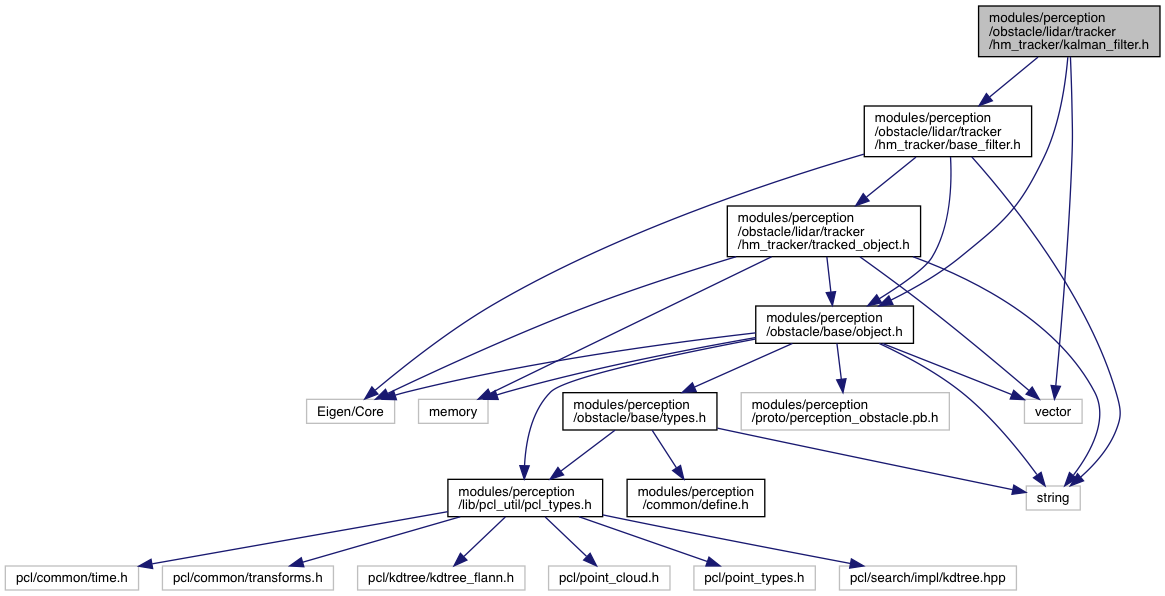 modules/perception
/obstacle/lidar/tracker
/hm_tracker/kalman_filter.h
modules/perception
/obstacle/lidar/tracker
/hm_tracker/base_filter.h
modules/perception
/obstacle/lidar/tracker
/hm_tracker/tracked_object.h
modules/perception
/obstacle/base/object.h
Eigen/Core
memory
modules/perception
/obstacle/base/types.h
modules/perception
/proto/perception_obstacle.pb.h
vector
modules/perception
/lib/pcl_util/pcl_types.h
modules/perception
/common/define.h
string
pcl/common/time.h
pcl/common/transforms.h
pcl/kdtree/kdtree_flann.h
pcl/point_cloud.h
pcl/point_types.h
pcl/search/impl/kdtree.hpp